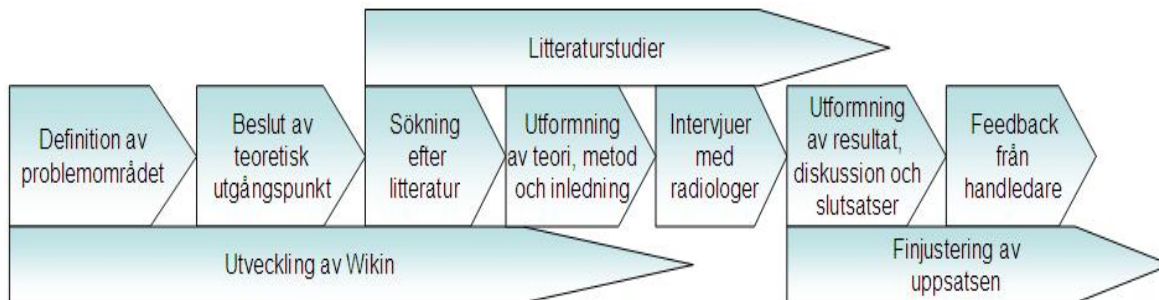 Litteraturstudier
Definition av
problemområdet
Beslut av
teoretisk
utgångspunkt
Sökning
efter
litteratur
Utformning
av teori, metod
och inledning
Intervjuer
med
radiologer
Utformning
av resultat,
diskussion och
slutsatser
Feedback
från
handledare
Utveckling av Wikin
Finjustering av
uppsatsen